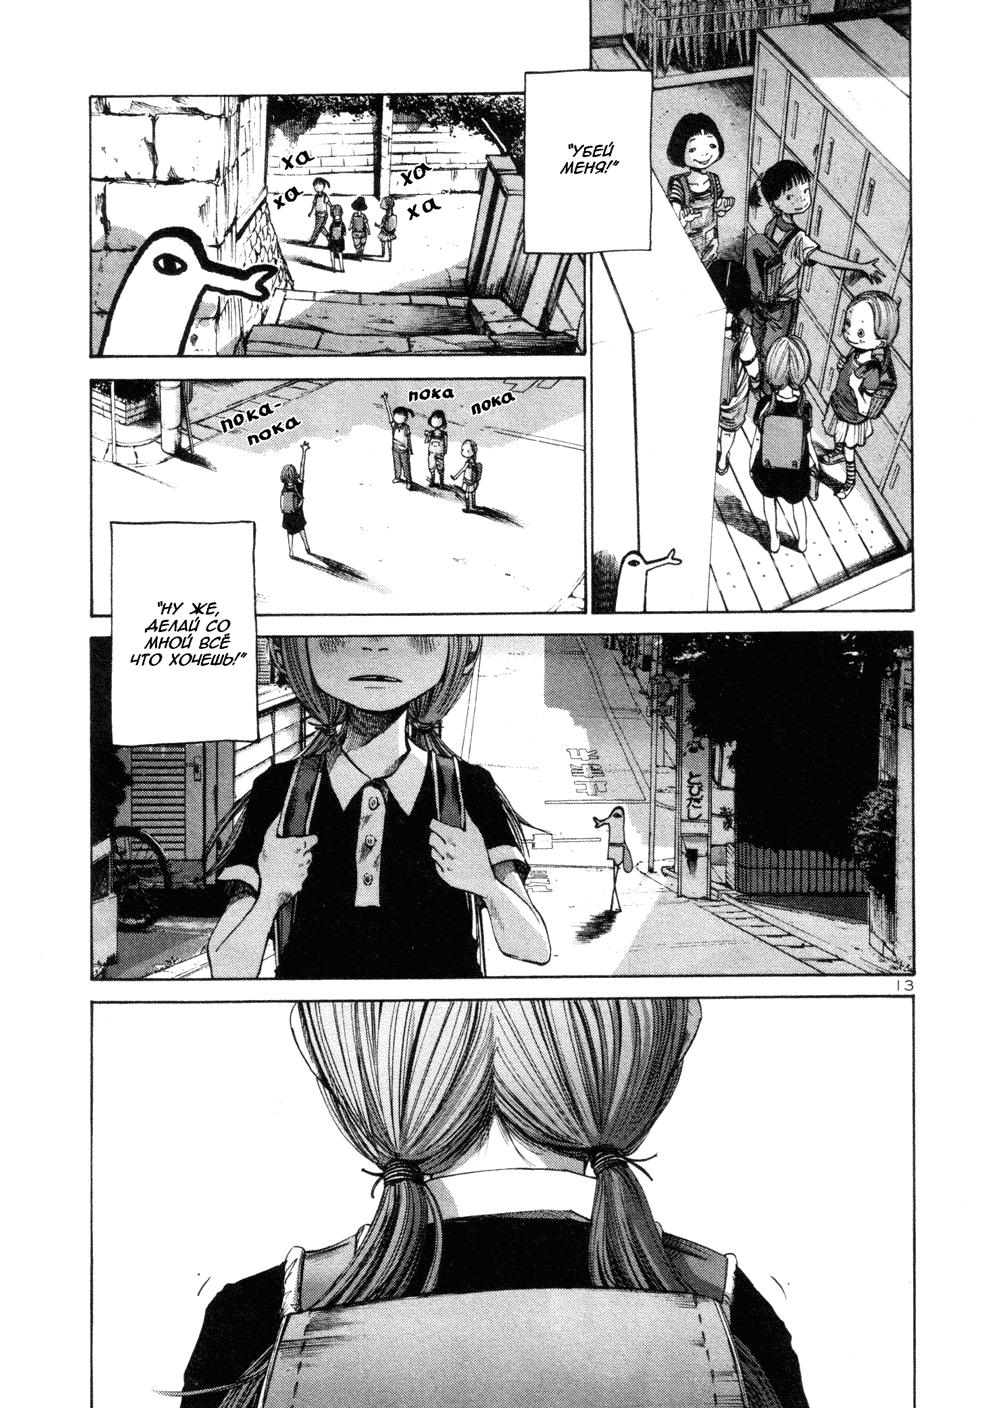 "УБЕЙ
МЕНЯ!"
ХА
ХА
ХА
ХА
ПОКА-
ПОКА
ПОКА
ПОКА
"НУ ЖЕ,
ДЕЛАЙ СО
МНОЙ ВСЁ
ЧТО ХОЧЕШЬ!"
13